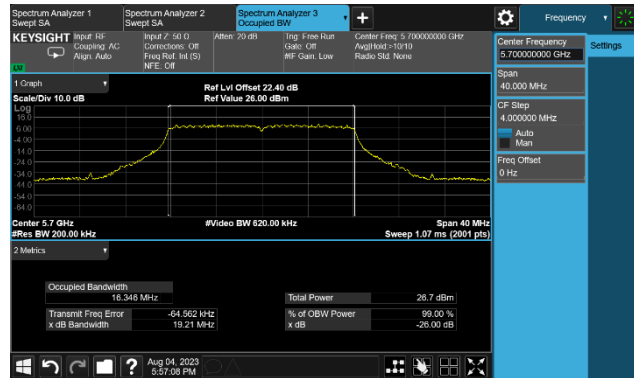 Spectrum Analyzer 1
Swept SA
Spectrum Analyzer 2
Swept SA
Spectrum Analyzer 3
Occupied BW
Frequency
KEYSIGHT
Input: RF
Coupling: AC
Align: Auto
LV
Input Z: 50 Ω
Corrections: Off
Freq Ref: Int (S)
NFE: Off
Atten: 20 dB
Trig: Free Run
Gate: Off
#IF Gain: Low
Center Freq: 5.700000000 GHz
Avg|Hold:>10/10
Radio Std: None
Center Frequency
5.700000000 GHz
Settings
Span
40.000 MHz
CF Step
4.000000 MHz
Auto
Man
Freq Offset
0 Hz
1 Graph
Scale/Div 10.0 dB
Ref Lvl Offset 22.40 dB
Ref Value 26.00 dBm
Log
16.0
6.00
-4.00
-14.0
-24.0
-34.0
-44.0
-54.0
-64.0
Center 5.7 GHz
#Res BW 200.00 kHz
#Video BW 620.00 kHz
Span 40 MHz
Sweep 1.07 ms (2001 pts)
2 Metrics
Occupied Bandwidth
16.346 MHz
Total Power 26.7 dBm
Transmit Freq Error -64.562 kHz
% of OBW Power 99.00 %
x dB Bandwidth 19.21 MHz
x dB -26.00 dB
?
Aug 04, 2023
5:57:08 PM